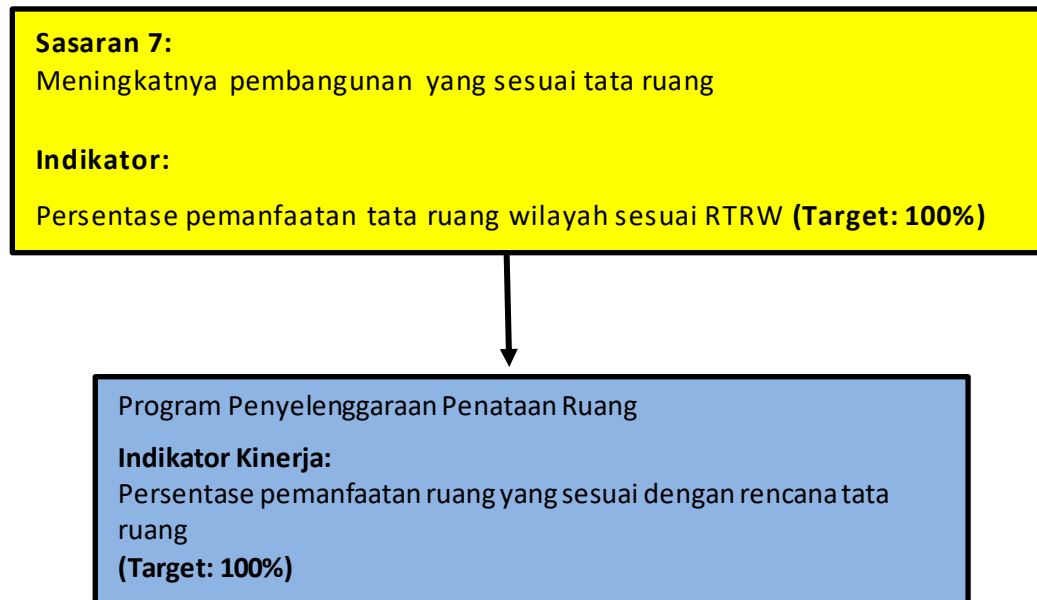 Sasaran 7:
Meningkatnya pembangunan yang sesuai tata ruang
Indikator:
Persentase pemanfaatan tata ruang wilayah sesuai RTRW (Target: 100%)
Program Penyelenggaraan Penataan Ruang
Indikator Kinerja:
Persentase pemanfaatan ruang yang sesuai dengan rencana tata
ruang
(Target: 100%)